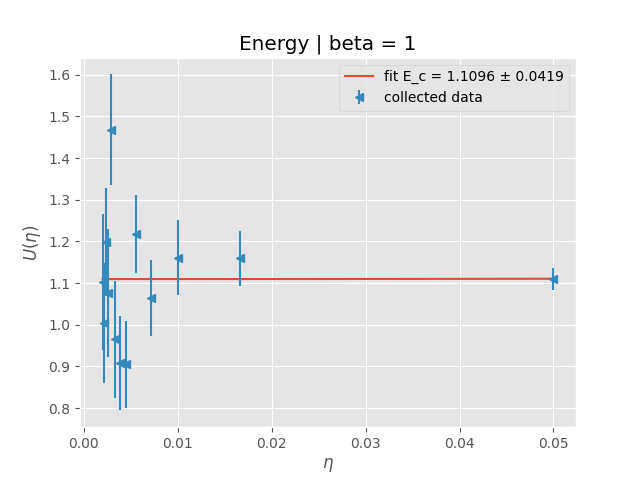 Energy | beta = 1
fit E_c = 1.1096 ± 0.0419
collected data
U(η)
1.6
1.5
1.4
1.3
1.2
1.1
1.0
0.9
0.8
0.00 0.01 0.02 0.03 0.04 0.05
η